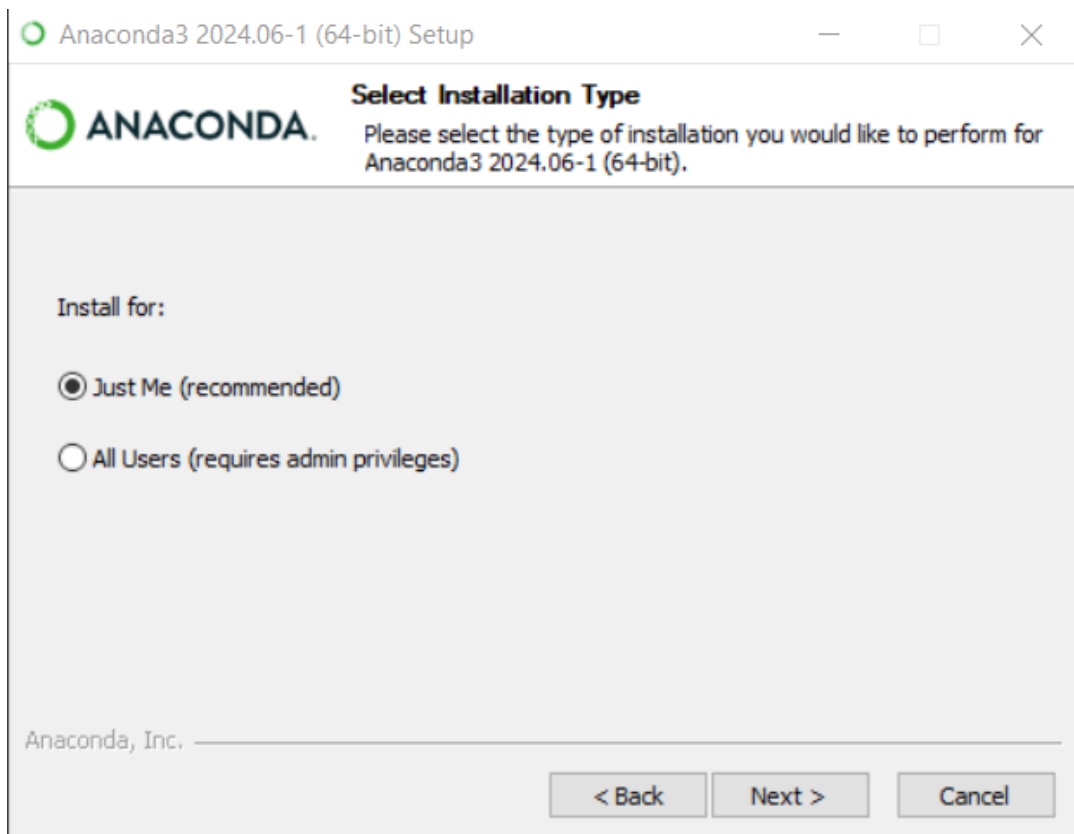 Anaconda3 2024.06-1 (64-bit) Setup
ANACONDA.
Select Installation Type
Please select the type of installation you would like to perform for
Anaconda3 2024.06-1 (64-bit).
Install for:
Just Me (recommended)
All Users (requires admin privileges)
Anaconda, Inc.
< Back
Next >
Cancel